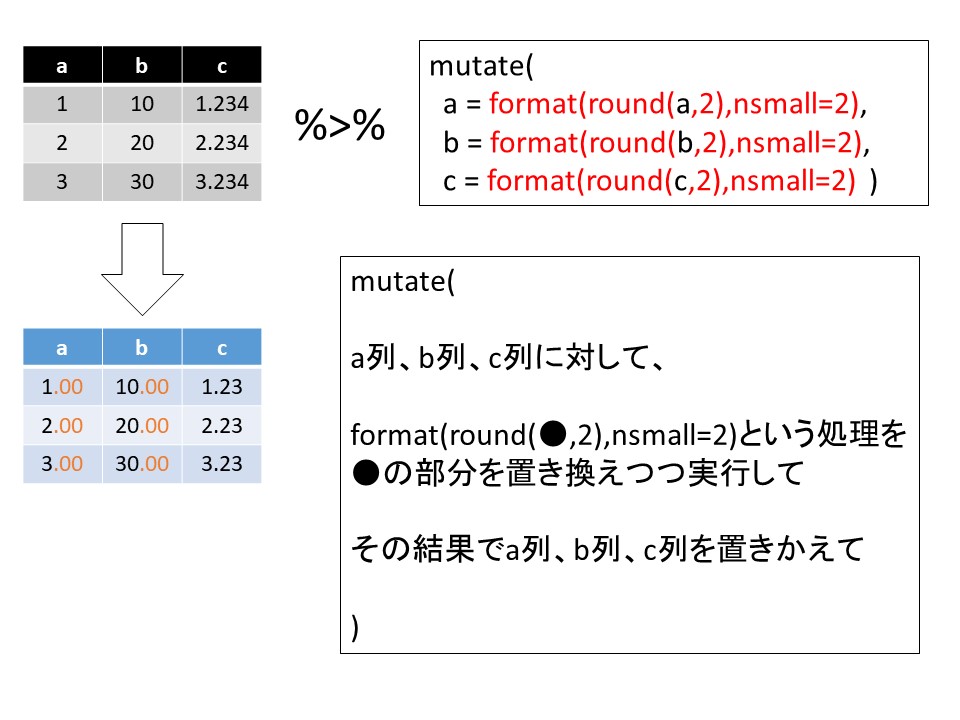 a b c
1 10 1.234
2 20 2.234
3 30 3.234
%>%
mutate(
a = format(round(a,2),nsmall=2),
b = format(round(b,2),nsmall=2),
c = format(round(c,2),nsmall=2) )
a b c
1.00 10.00 1.23
2.00 20.00 2.23
3.00 30.00 3.23
mutate(
a列、b列、c列に対して、
format(round(●,2),nsmall=2)という処理を
●の部分を置き換えつつ実行して
その結果でa列、b列、c列を置きかえて
)